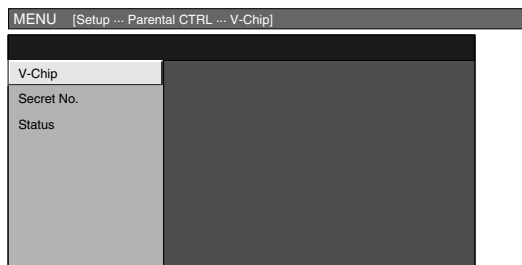 MENU [Setup ··· Parental CTRL ··· V-Chip]
V-Chip
Secret No.
Status